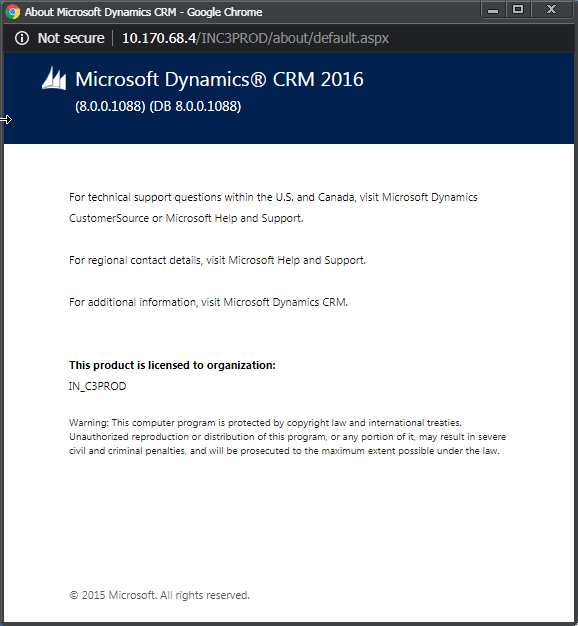 About Microsoft Dynamics CRM - Google Chrome
Not secure | 10.170.68.4/INC3PROD/about/default.aspx
Microsoft Dynamics® CRM 2016
(8.0.0.1088) (DB 8.0.0.1088)
For technical support questions within the U.S. and Canada, visit Microsoft Dynamics
CustomerSource or Microsoft Help and Support.
For regional contact details, visit Microsoft Help and Support.
For additional information, visit Microsoft Dynamics CRM.
This product is licensed to organization:
IN_C3PROD
Warning: This computer program is protected by copyright law and international treaties.
Unauthorized reproduction or distribution of this program, or any portion of it, may result in severe
civil and criminal penalties, and will be prosecuted to the maximum extent possible under the law.
© 2015 Microsoft. All rights reserved.